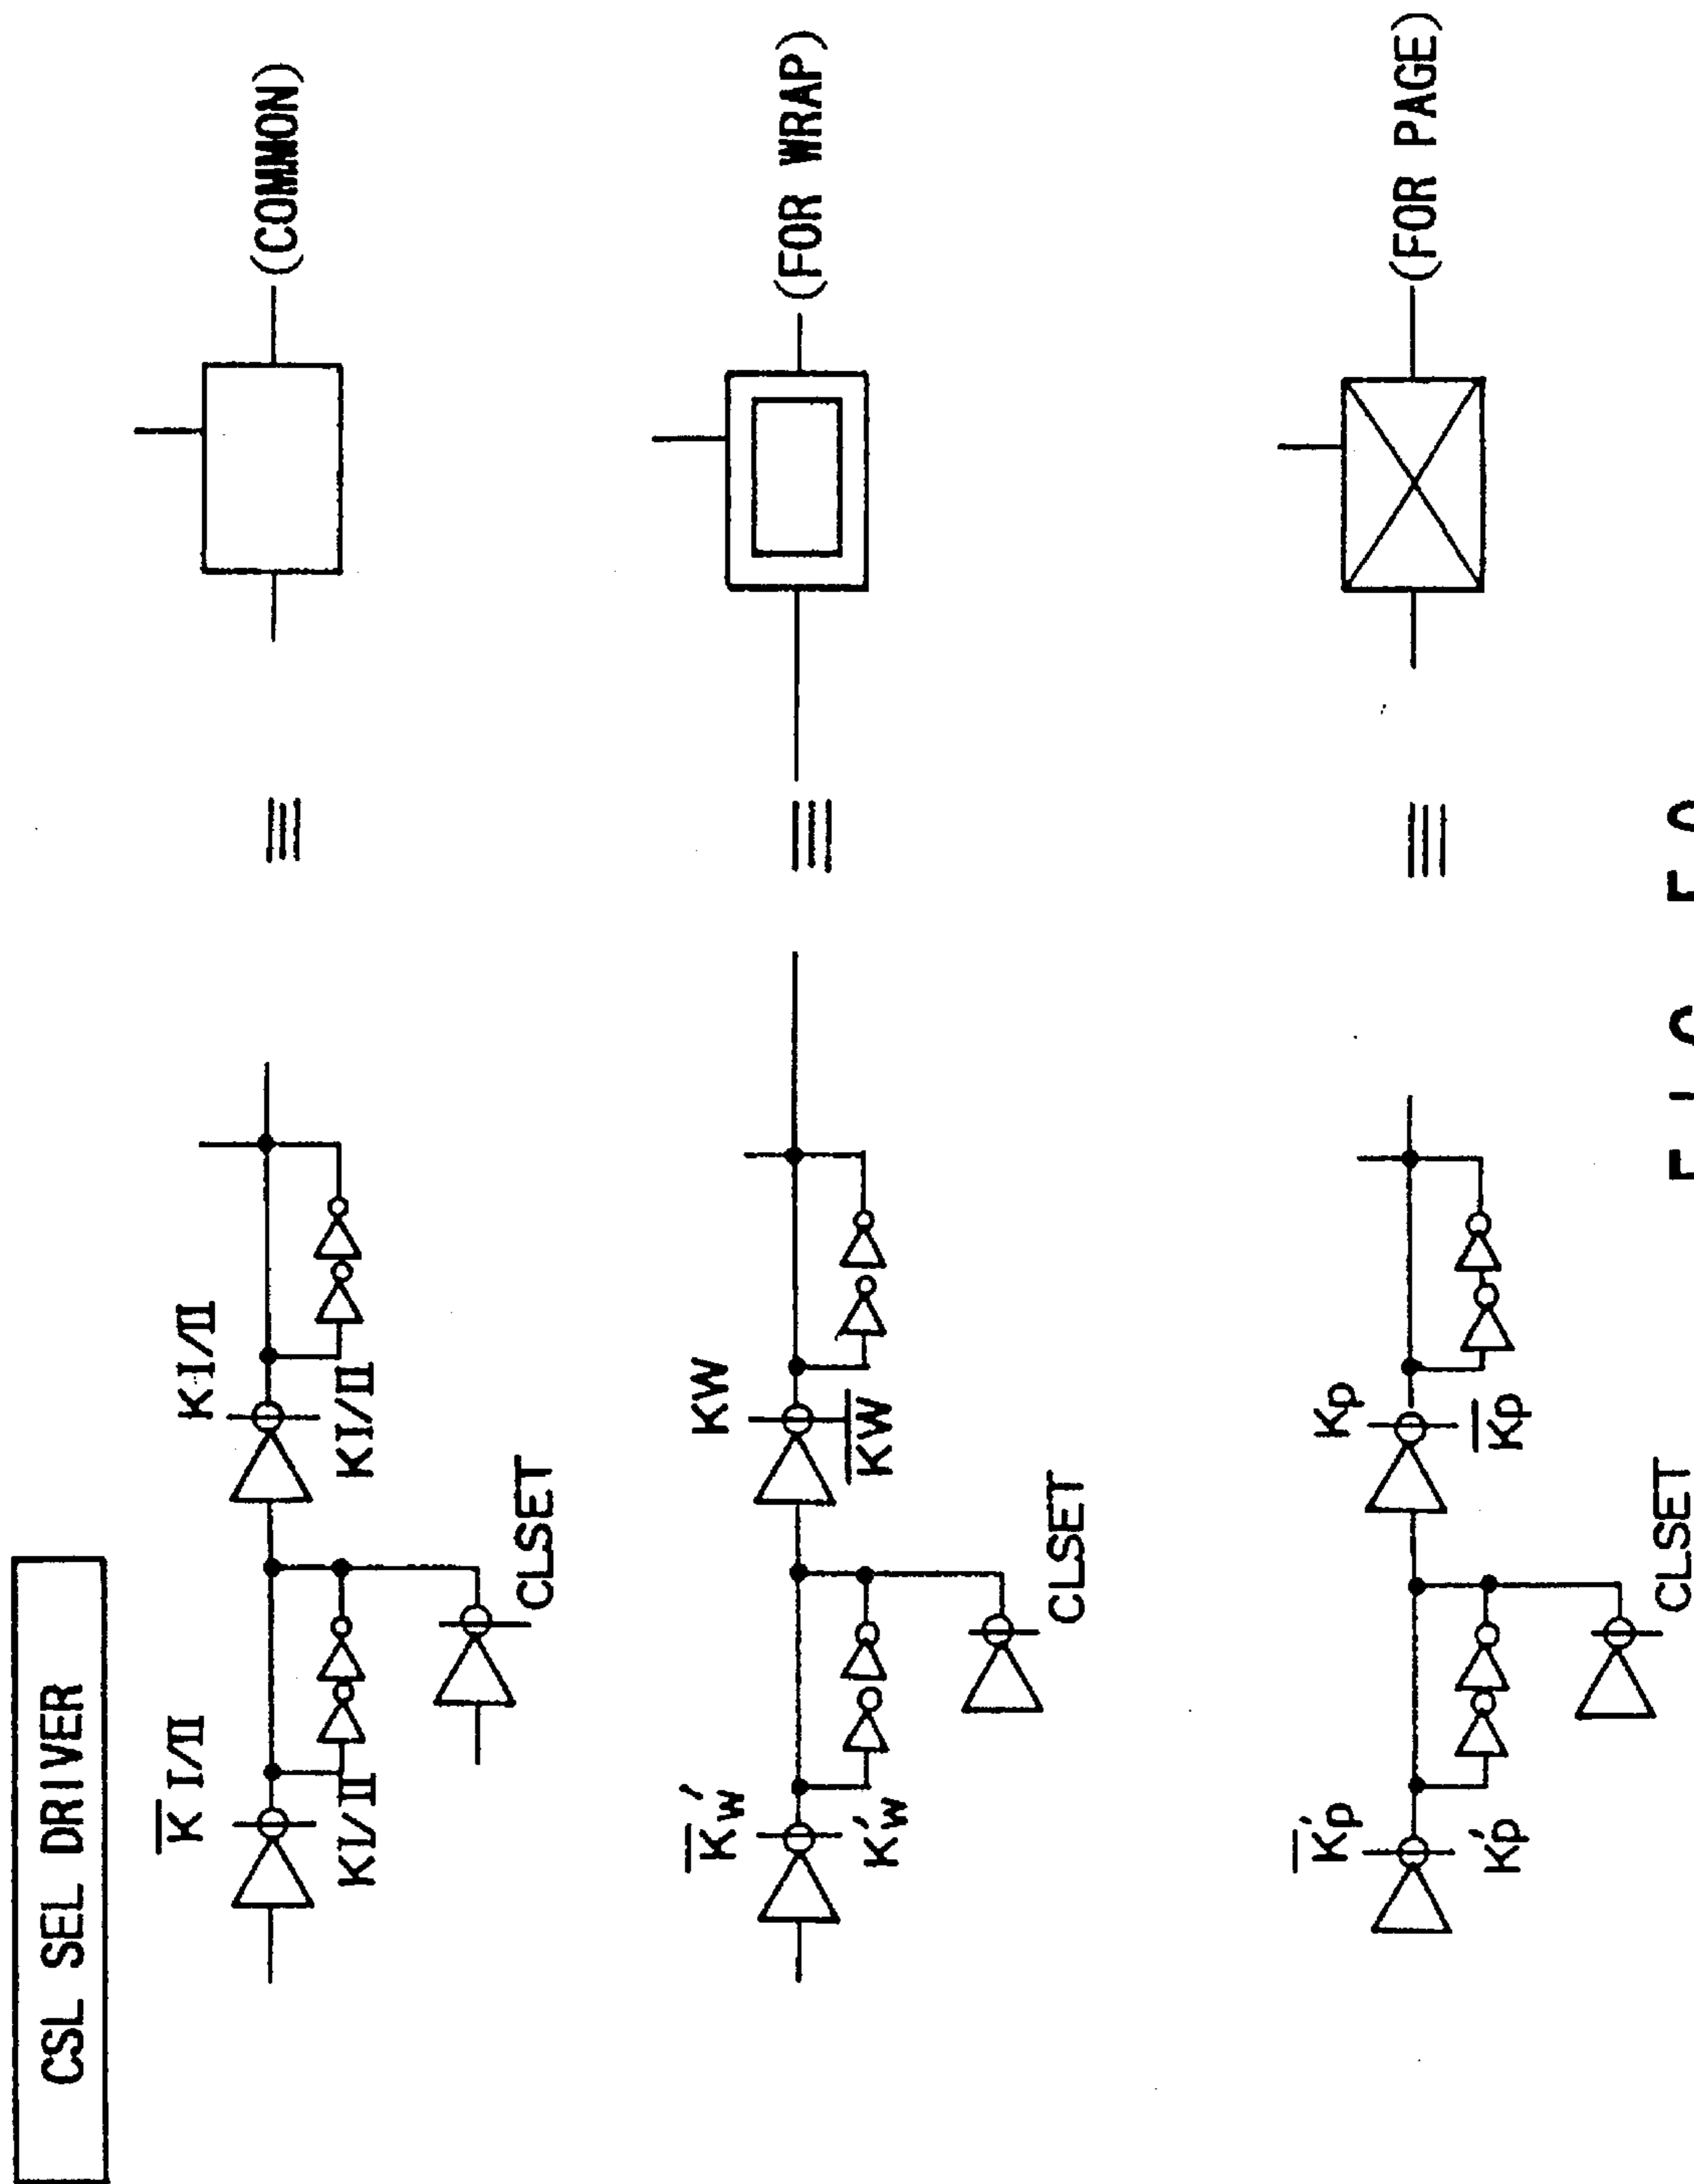 CSL SEL DRIVER
K̅ I/II
KI/II
KI/II
KI/II
CLSET
(COMMON)
K̅w'
K'w
KW
K̅W̅
CLSET
(FOR WRAP)
K̅'p
K'p
Kp
K̅p̅
CLSET
(FOR PAGE)